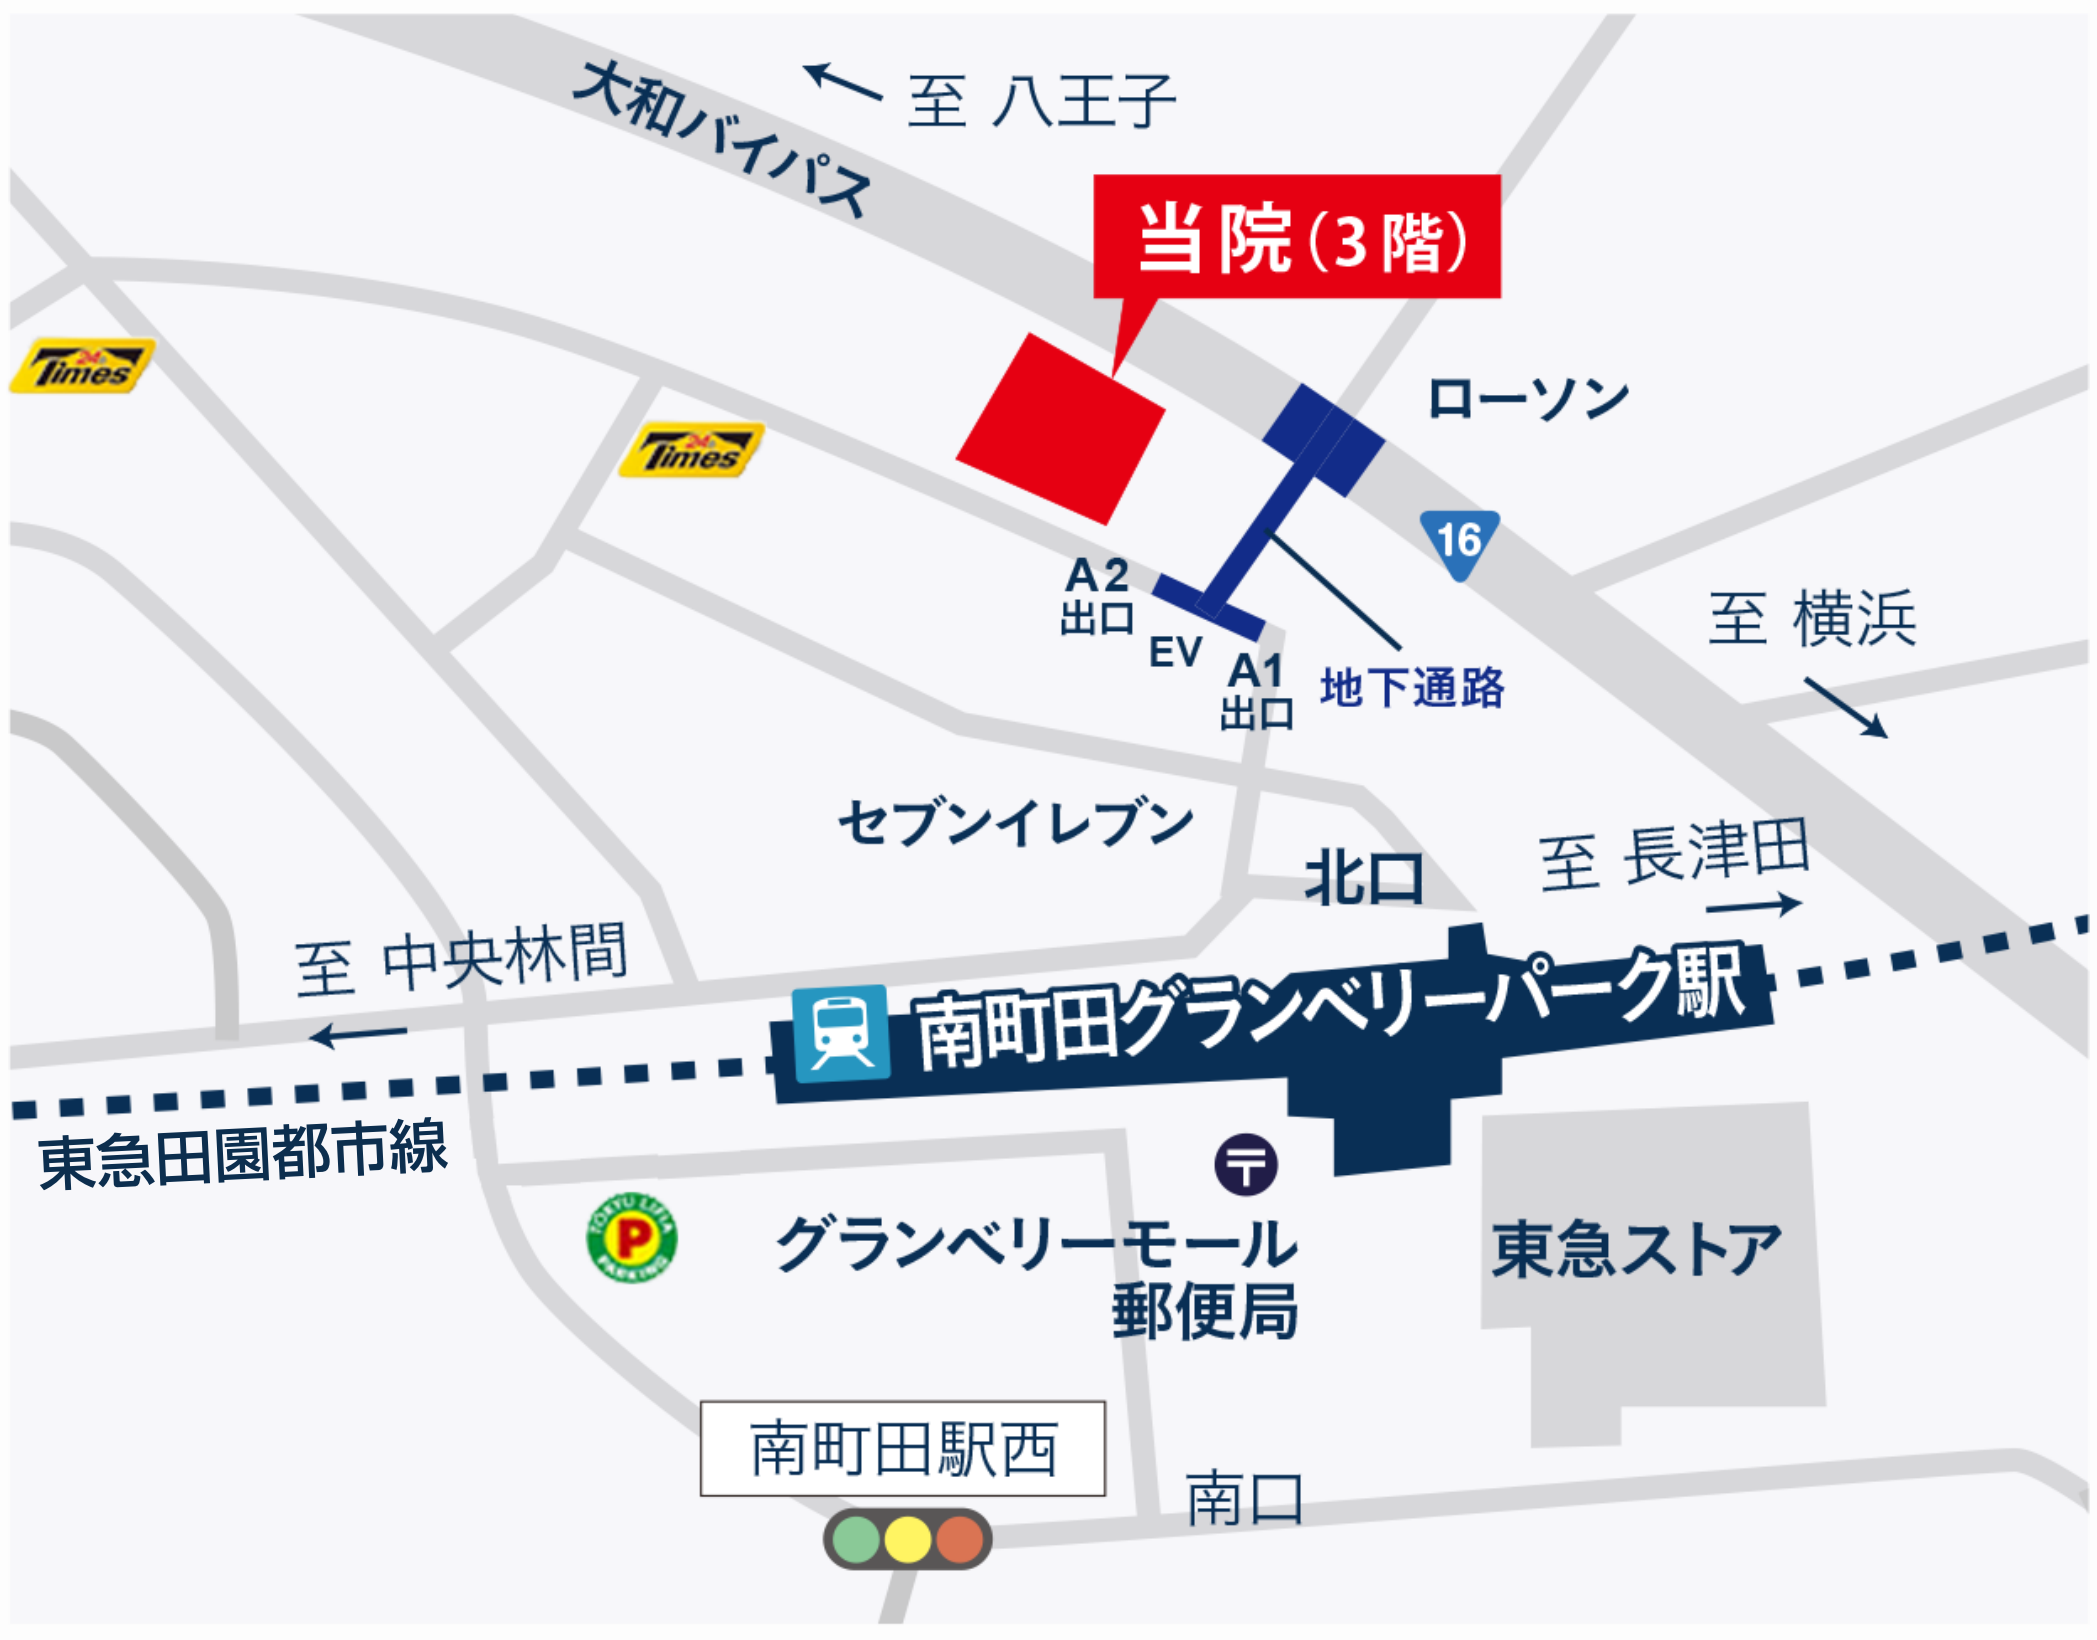 至 八王子
大和バイパス
当院（3階）
24h
Times
ローソン
24h
Times
16
A2
出口
EV
A1
出口
地下通路
至 横浜
セブンイレブン
北口
至 長津田
至 中央林間
南町田グランベリーパーク駅
東急田園都市線
〒
TOKYU LIFIA
P
PARKING
グランベリーモール
郵便局
東急ストア
南町田駅西
南口